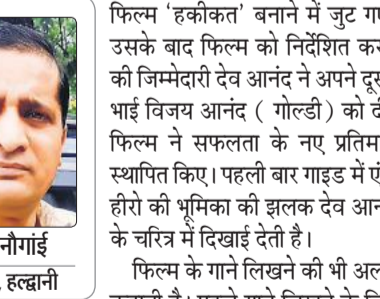 फिल्म 'हकीकत' बनाने में जुट गए
उसके बाद फिल्म को निर्देशित कर
की जिम्मेदारी देव आनंद ने अपने दूस
भाई विजय आनंद ( गोल्डी) को दी
फिल्म ने सफलता के नए प्रतिम
स्थापित किए। पहली बार गाइड में एं
हीरो की भूमिका की झलक देव आन
के चरित्र में दिखाई देती है।
फिल्म के गाने लिखने की भी अल
नौगांई
, हल्द्वानी